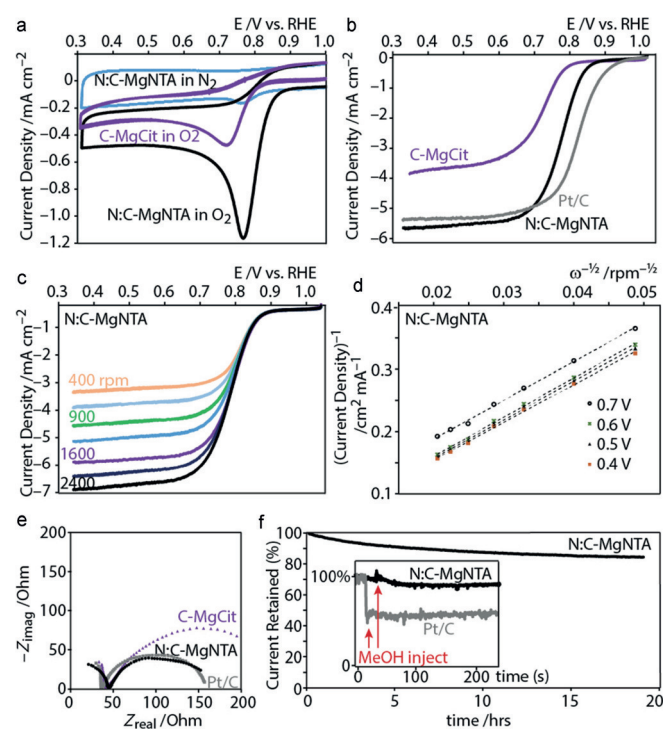 a
E /V vs. RHE
0.3 0.4 0.5 0.6 0.7 0.8 0.9 1.0
Current Density /mA cm⁻²
0
−0.2
−0.4
−0.6
−0.8
−1.0
−1.2
N:C-MgNTA in N₂
C-MgCit in O2
N:C-MgNTA in O₂
b
E /V vs. RHE
0.3 0.4 0.5 0.6 0.7 0.8 0.9 1.0
Current Density /mA cm⁻²
0
−1
−2
−3
−4
−5
−6
C-MgCit
Pt/C
N:C-MgNTA
c
E /V vs. RHE
0.3 0.4 0.5 0.6 0.7 0.8 0.9 1.0
N:C-MgNTA
Current Density /mA cm⁻²
−1
−2
−3
−4
−5
−6
−7
400 rpm
900
1600
2400
d
ω⁻½ /rpm⁻½
0.02 0.03 0.04 0.05
N:C-MgNTA
(Current Density)⁻¹
/cm² mA⁻¹
0.4
0.3
0.2
0.1
0.7 V
0.6 V
0.5 V
0.4 V
e
−Zimag /Ohm
200
150
100
50
0
C-MgCit
N:C-MgNTA
Pt/C
0 50 100 150 200
Zreal /Ohm
f
Current Retained (%)
100
80
60
40
20
0
N:C-MgNTA
100%
N:C-MgNTA
Pt/C
MeOH inject
0
0 100 200
time (s)
0 5 10 15 20
time /hrs